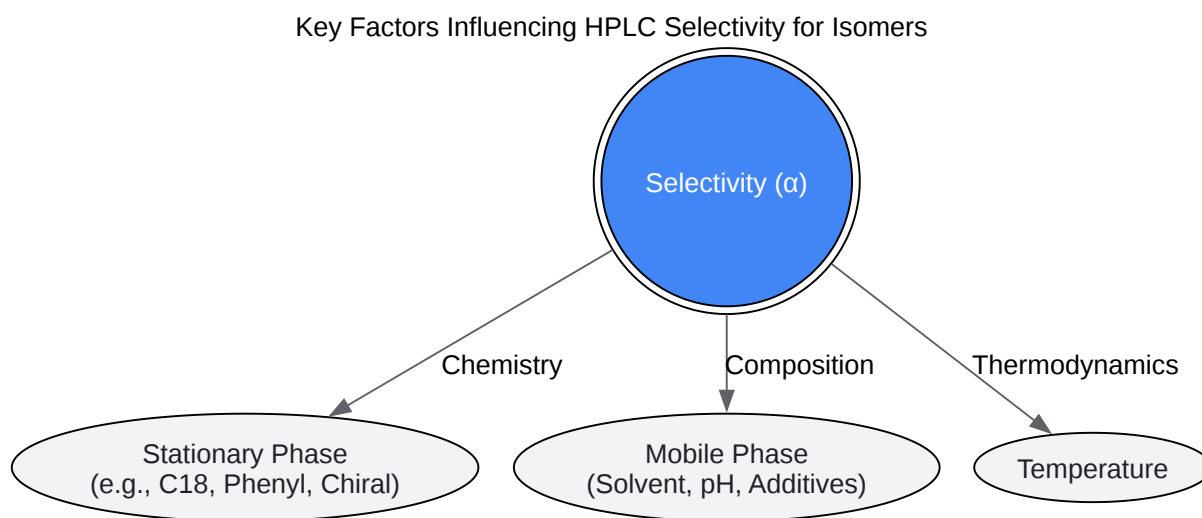 Key Factors Influencing HPLC Selectivity for Isomers
Selectivity (α)
Chemistry
Composition
Thermodynamics
Stationary Phase
(e.g., C18, Phenyl, Chiral)
Mobile Phase
(Solvent, pH, Additives)
Temperature